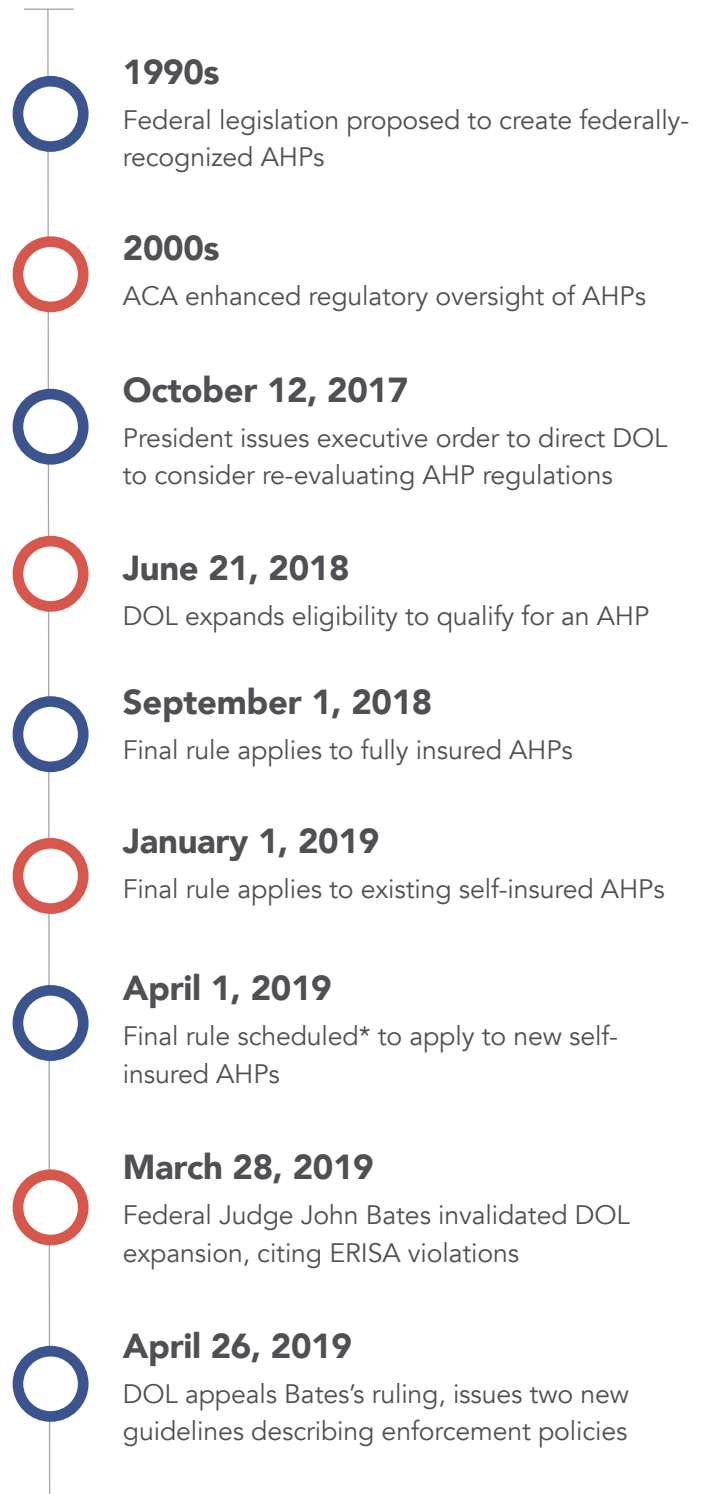 1990s
Federal legislation proposed to create federally-
recognized AHPs
2000s
ACA enhanced regulatory oversight of AHPs
October 12, 2017
President issues executive order to direct DOL
to consider re-evaluating AHP regulations
June 21, 2018
DOL expands eligibility to qualify for an AHP
September 1, 2018
Final rule applies to fully insured AHPs
January 1, 2019
Final rule applies to existing self-insured AHPs
April 1, 2019
Final rule scheduled* to apply to new self-
insured AHPs
March 28, 2019
Federal Judge John Bates invalidated DOL
expansion, citing ERISA violations
April 26, 2019
DOL appeals Bates’s ruling, issues two new
guidelines describing enforcement policies